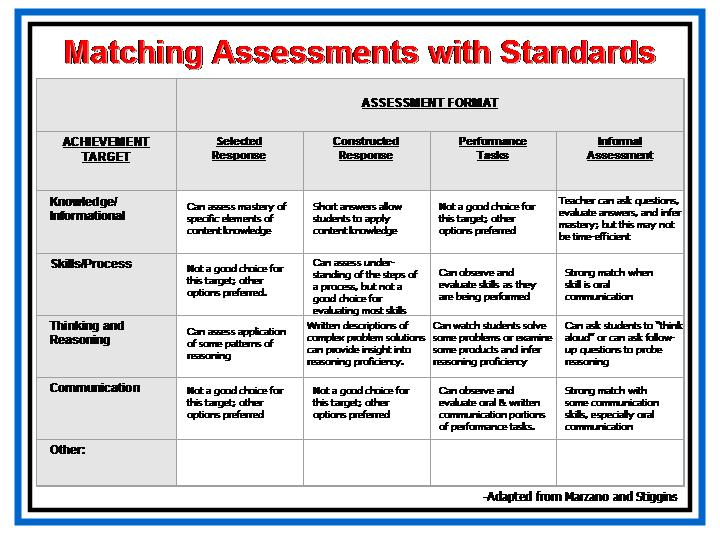 Matching Assessments with Standards
ASSESSMENT FORMAT
ACHIEVEMENT
TARGET
Selected
Response
Constructed
Response
Performance
Tasks
Informal
Assessment
Knowledge/
Informational
Can assess mastery of
specific elements of
content knowledge
Short answers allow
students to apply
content knowledge
Not a good choice for
this target; other
options preferred
Teacher can ask questions,
evaluate answers, and infer
mastery; but this may not
be time-efficient
Skills/Process
Not a good choice for
this target; other
options preferred.
Can assess under-
standing of the steps of
a process, but not a
good choice for
evaluating most skills
Can observe and
evaluate skills as they
are being performed
Strong match when
skill is oral
communication
Thinking and
Reasoning
Can assess application
of some patterns of
reasoning
Written descriptions of
complex problem solutions
can provide insight into
reasoning proficiency.
Can watch students solve
some problems or examine
some products and infer
reasoning proficiency
Can ask students to "think
aloud" or can ask follow-
up questions to probe
reasoning
Communication
Not a good choice for
this target; other
options preferred
Not a good choice for
this target; other
options preferred
Can observe and
evaluate oral & written
communication portions
of performance tasks.
Strong match with
some communication
skills, especially oral
communication
Other:
-Adapted from Marzano and Stiggins